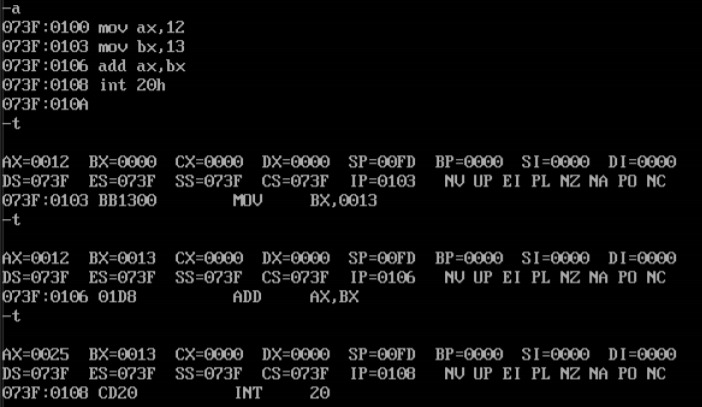 -a
073F:0100 mov ax,12
073F:0103 mov bx,13
073F:0106 add ax,bx
073F:0108 int 20h
073F:010A
-t
AX=0012 BX=0000 CX=0000 DX=0000 SP=00FD BP=0000 SI=0000 DI=0000
DS=073F ES=073F SS=073F CS=073F IP=0103 NV UP EI PL NZ NA PO NC
073F:0103 BB1300 MOV BX,0013
-t
AX=0012 BX=0013 CX=0000 DX=0000 SP=00FD BP=0000 SI=0000 DI=0000
DS=073F ES=073F SS=073F CS=073F IP=0106 NV UP EI PL NZ NA PO NC
073F:0106 01D8 ADD AX,BX
-t
AX=0025 BX=0013 CX=0000 DX=0000 SP=00FD BP=0000 SI=0000 DI=0000
DS=073F ES=073F SS=073F CS=073F IP=0108 NV UP EI PL NZ NA PO NC
073F:0108 CD20 INT 20